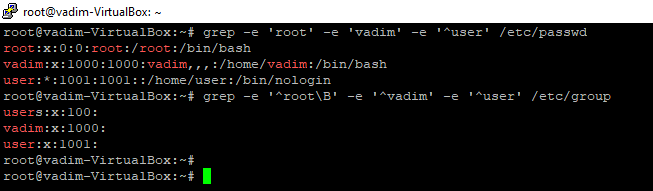 root@vadim-VirtualBox: ~
root@vadim-VirtualBox:~# grep -e 'root' -e 'vadim' -e '^user' /etc/passwd
root:x:0:0:root:/root:/bin/bash
vadim:x:1000:1000:vadim,,,:/home/vadim:/bin/bash
user:*:1001:1001::/home/user:/bin/nologin
root@vadim-VirtualBox:~# grep -e '^root\B' -e '^vadim' -e '^user' /etc/group
users:x:100:
vadim:x:1000:
user:x:1001:
root@vadim-VirtualBox:~#
root@vadim-VirtualBox:~#